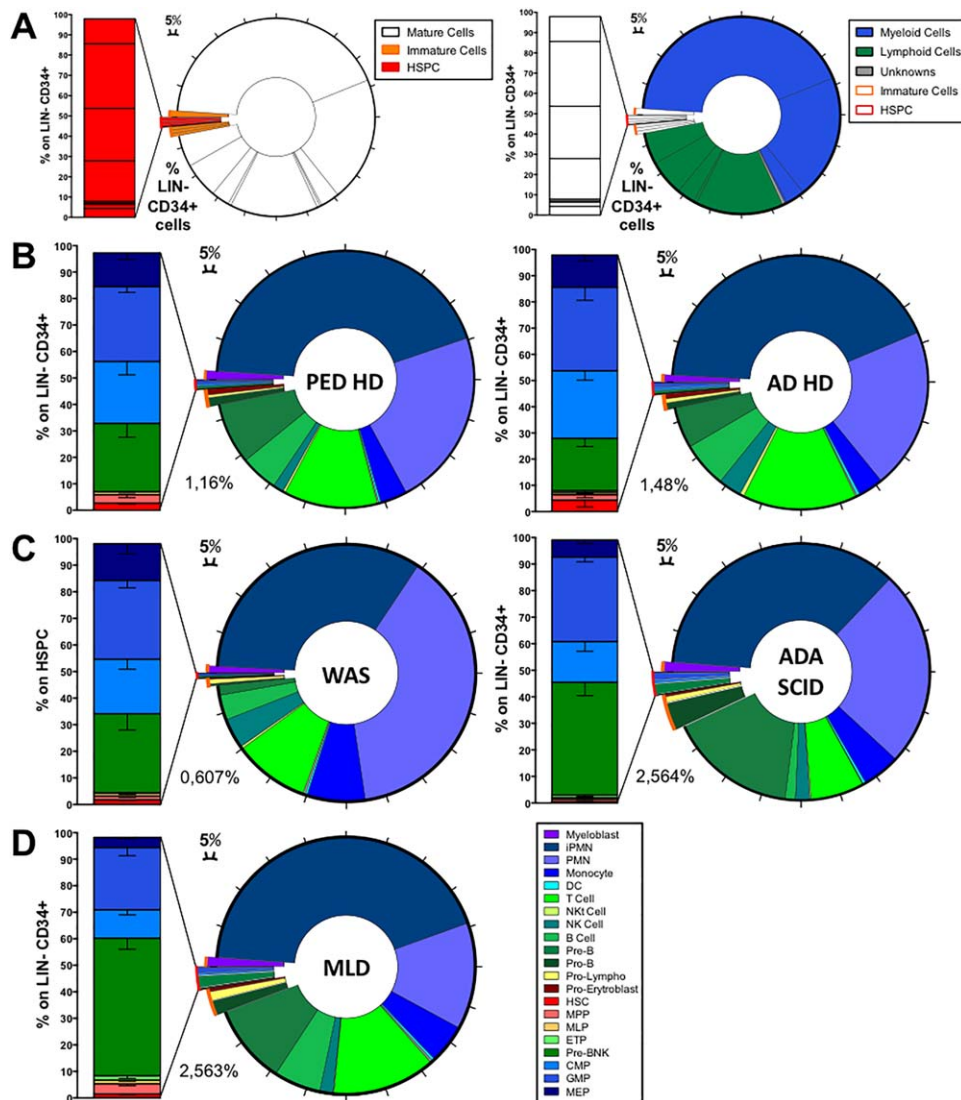 A
% on LIN- CD34+
100
90
80
70
60
50
40
30
20
10
0
5%
Mature Cells
Immature Cells
HSPC
%
LIN-
CD34+
cells
% on LIN- CD34+
100
90
80
70
60
50
40
30
20
10
0
5%
Myeloid Cells
Lymphoid Cells
Unknowns
Immature Cells
HSPC
%
LIN-
CD34+
cells
B
% on LIN- CD34+
100
90
80
70
60
50
40
30
20
10
0
5%
PED HD
1,16%
% on LIN- CD34+
100
90
80
70
60
50
40
30
20
10
0
5%
AD HD
1,48%
C
% on HSPC
100
90
80
70
60
50
40
30
20
10
0
5%
WAS
0,607%
% on LIN- CD34+
100
90
80
70
60
50
40
30
20
10
0
5%
ADA
SCID
2,564%
D
% on LIN- CD34+
100
90
80
70
60
50
40
30
20
10
0
5%
MLD
2,563%
Myeloblast
iPMN
PMN
Monocyte
DC
T Cell
NKt Cell
NK Cell
B Cell
Pre-B
Pro-B
Pro-Lympho
Pro-Erytroblast
HSC
MPP
MLP
ETP
Pre-BNK
CMP
GMP
MEP